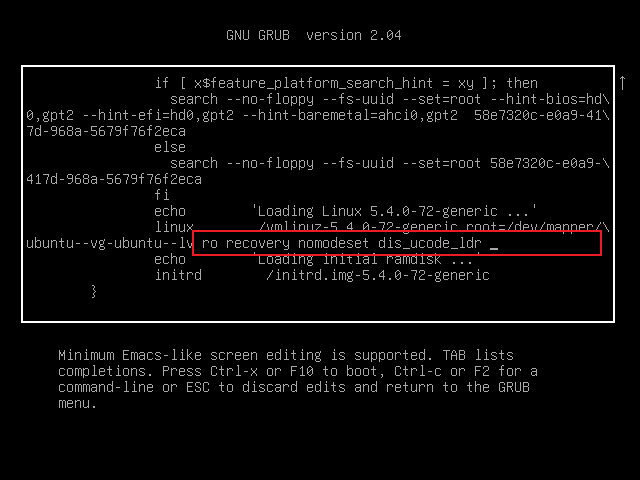 GNU GRUB version 2.04
if [ x$feature_platform_search_hint = xy ]; then
search --no-floppy --fs-uuid --set=root --hint-bios=hd\
0,gpt2 --hint-efi=hd0,gpt2 --hint-baremetal=ahci0,gpt2 58e7320c-e0a9-41\
7d-968a-5679f76f2eca
else
search --no-floppy --fs-uuid --set=root 58e7320c-e0a9-\
417d-968a-5679f76f2eca
fi
echo 'Loading Linux 5.4.0-72-generic ...'
linux /vmlinuz-5.4.0-72-generic root=/dev/mapper/\
ubuntu--vg-ubuntu--lv ro recovery nomodeset dis_ucode_ldr _
echo 'Loading initial ramdisk ...'
initrd /initrd.img-5.4.0-72-generic
}
↑
Minimum Emacs-like screen editing is supported. TAB lists
completions. Press Ctrl-x or F10 to boot, Ctrl-c or F2 for a
command-line or ESC to discard edits and return to the GRUB
menu.